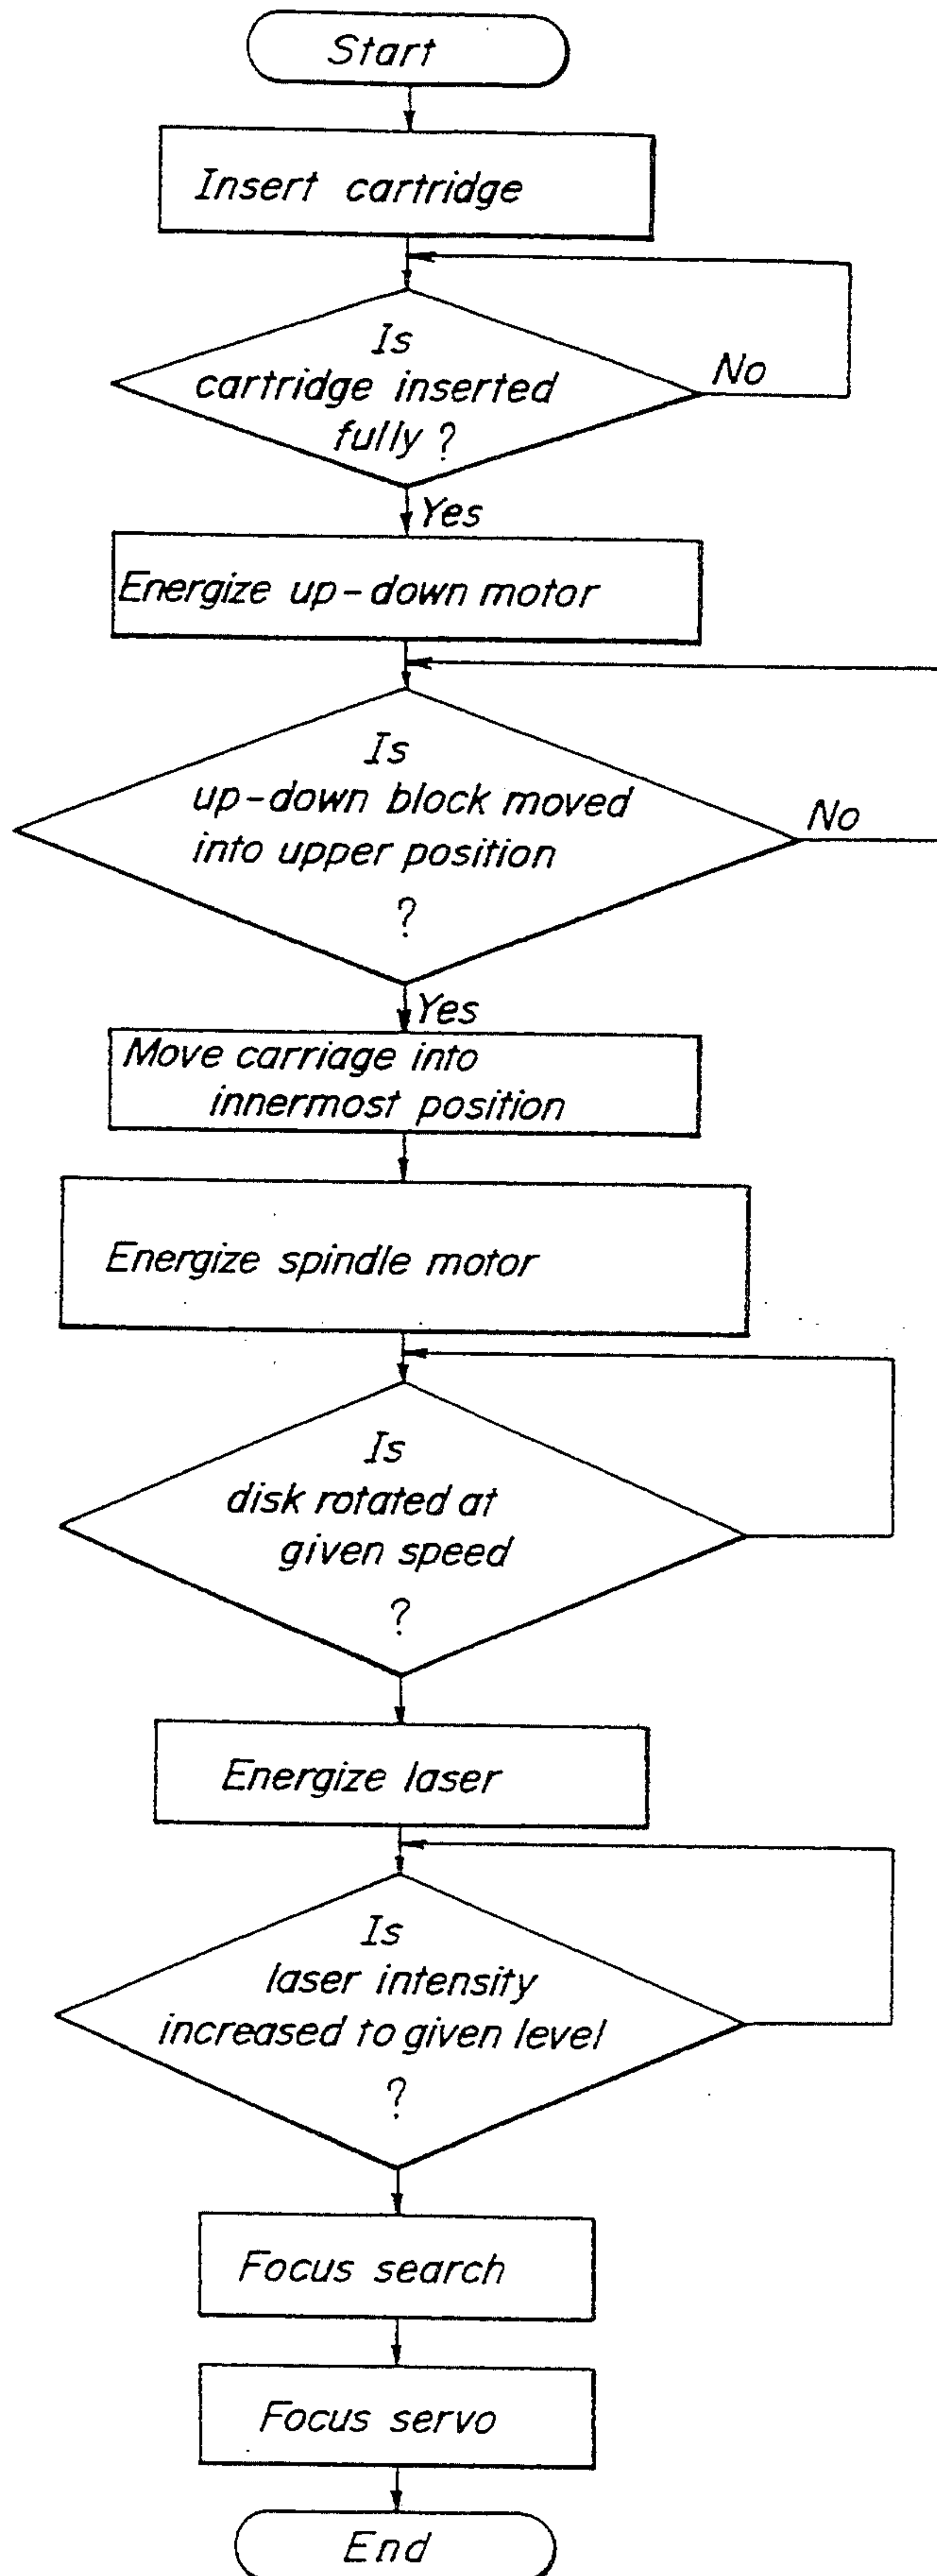 Start
Insert cartridge
Is
cartridge inserted
fully ?
No
Yes
Energize up-down motor
Is
up-down block moved
into upper position
?
No
Yes
Move carriage into
innermost position
Energize spindle motor
Is
disk rotated at
given speed
?
Energize laser
Is
laser intensity
increased to given level
?
Focus search
Focus servo
End